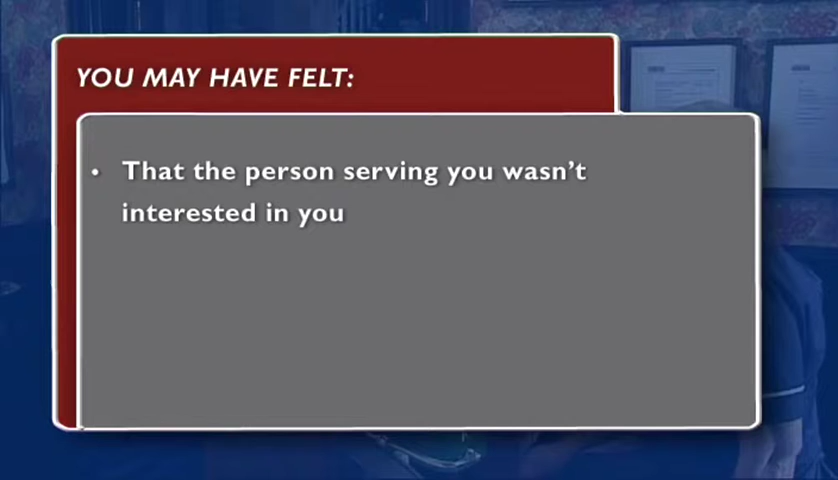 YOU MAY HAVE FELT:
• That the person serving you wasn’t
interested in you